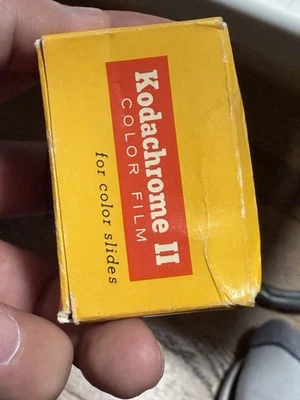 Kodachrome II
COLOR FILM
for color slides